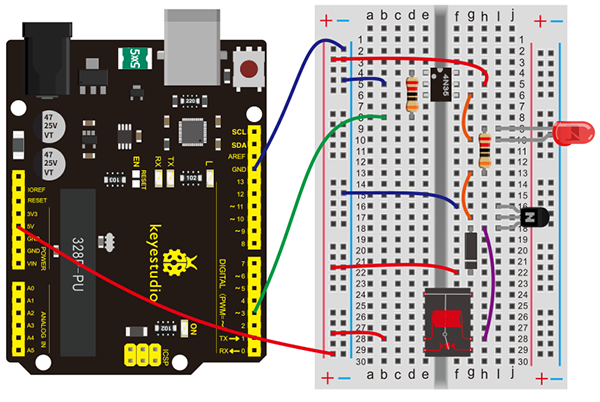 5X5
47
25V
VT
47
25V
VT
220
EN
RESET
103
RX
TX
L
102
SCL
SDA
AREF
GND
13
12
~ 11
~ 10
~ 9
8
7
~ 6
~ 5
4
~ 3
2
TX→ 1
RX← 0
DIGITAL (PWM=~)
IOREF
RESET
3V3
5V
GND
GND
VIN
POWER
A0
A1
A2
A3
A4
A5
ANALOG IN
328P-PU
keyestudio
102
ON
ICSP
+ − a b c d e f g h i j + −
1
2
3
4
5
6
7
8
9
10
11
12
13
14
15
16
17
18
19
20
21
22
23
24
25
26
27
28
29
30
4N35
N
1
2
3
4
5
6
7
8
9
10
11
12
13
14
15
16
17
18
19
20
21
22
23
24
25
26
27
28
29
30
+ − a b c d e f g h i j + −